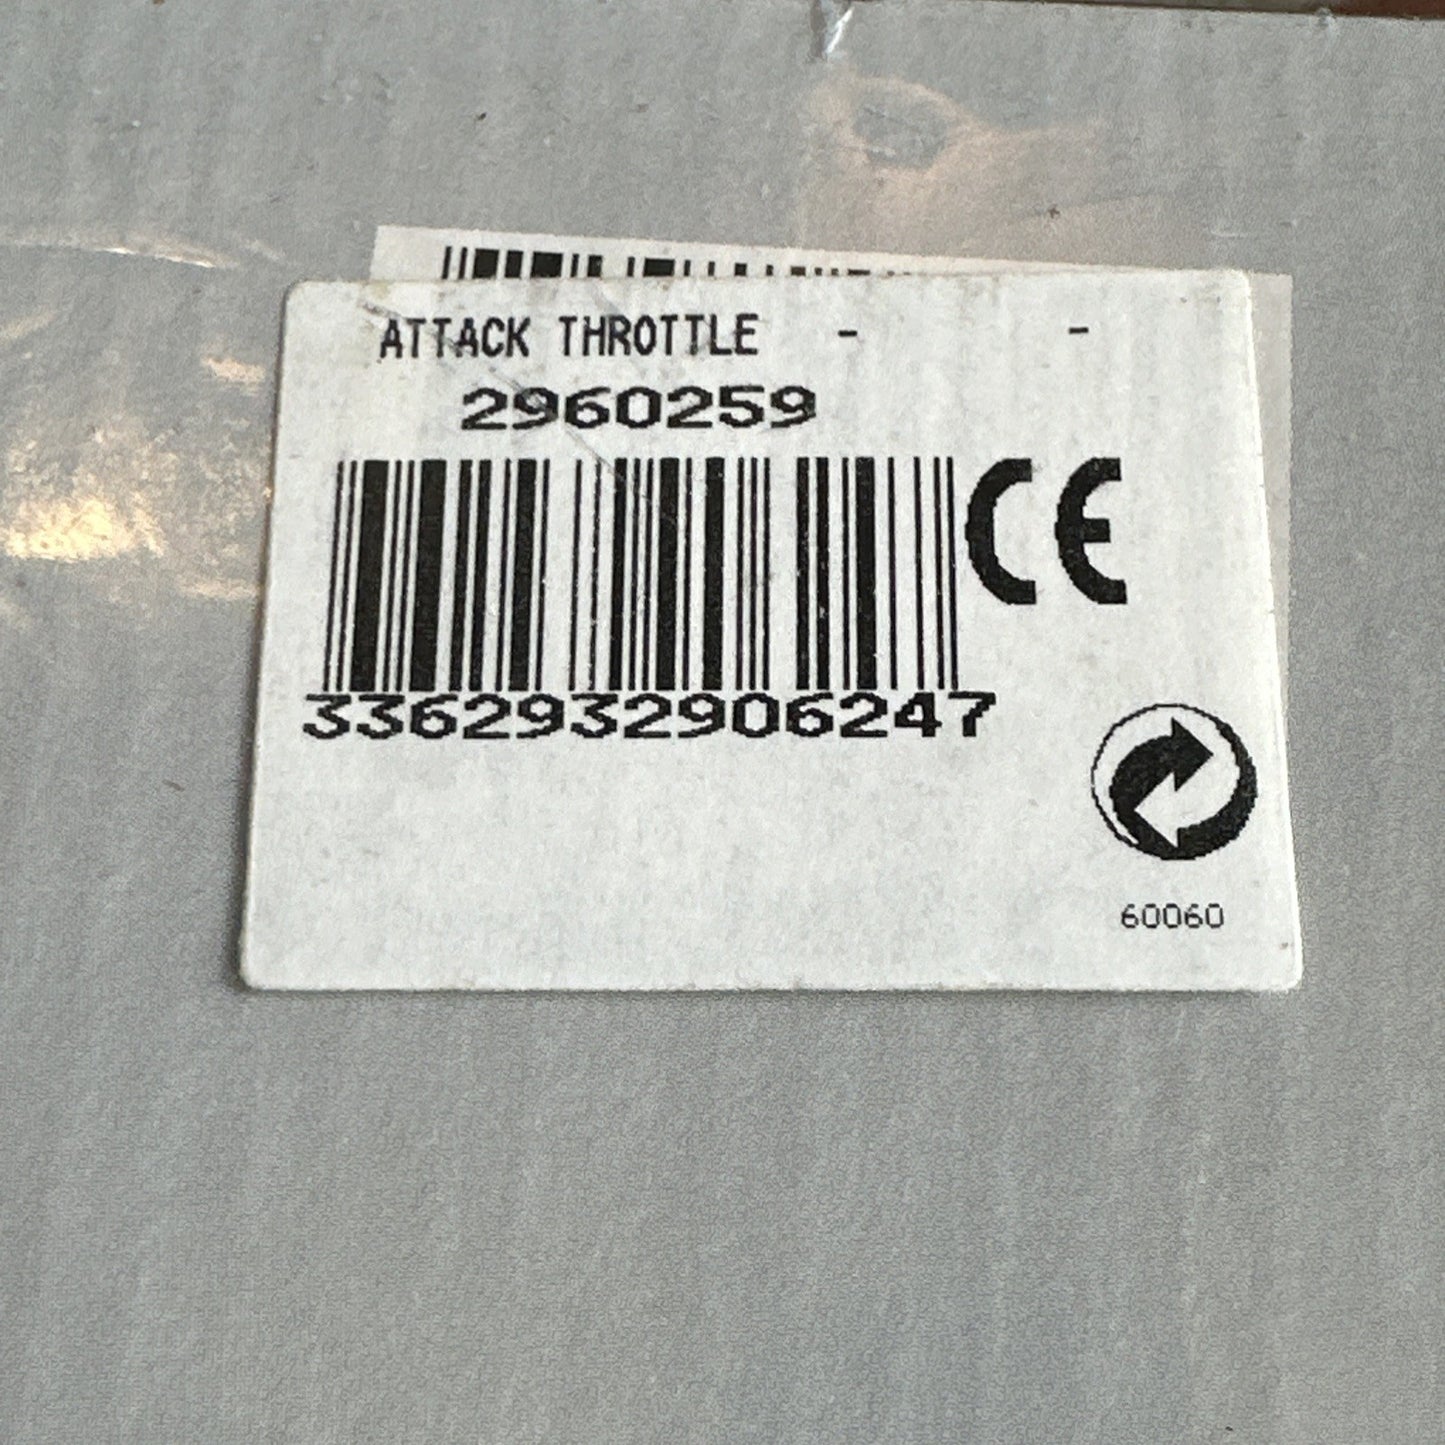 ATTACK THROTTLE - -
2960259
CE
3362932906247
60060